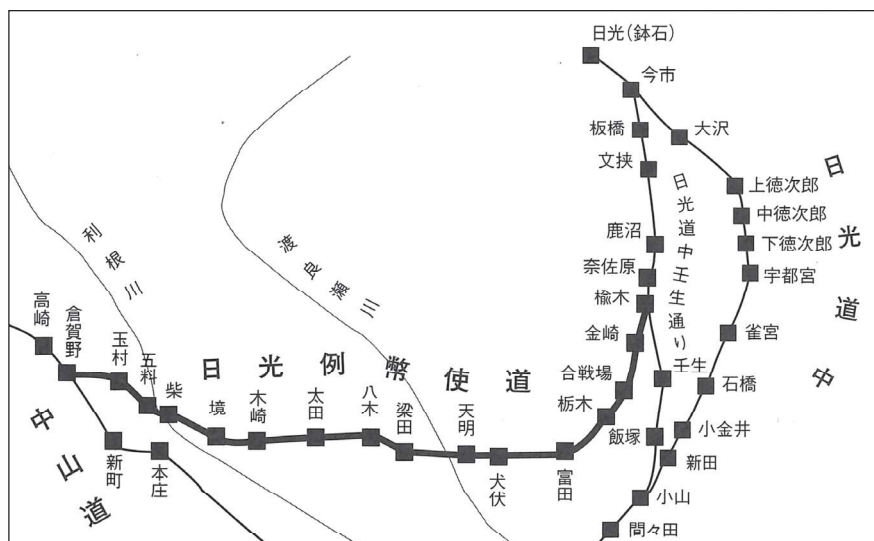 日光(鉢石)
今市
板橋
大沢
文挟
上徳次郎
中徳次郎
下徳次郎
鹿沼
奈佐原
宇都宮
楡木
雀宮
金崎
壬生
合戦場
石橋
栃木
小金井
飯塚
新田
小山
間々田
日光道中
日光道中壬生通り
利根川
渡良瀬三
高崎
倉賀野
玉村
五料
柴
境
木崎
太田
八木
梁田
天明
犬伏
富田
日光例幣使道
中山道
新町
本庄